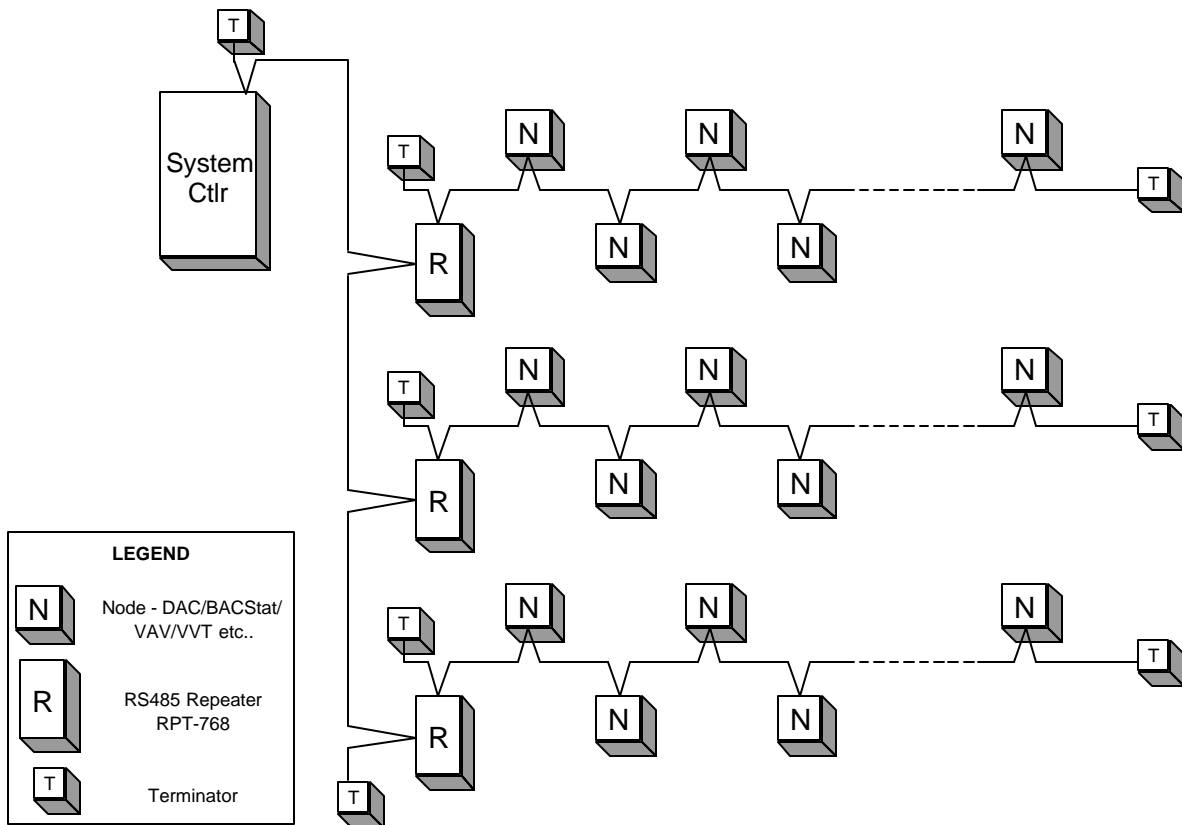 T
System
Ctlr
N N N
T T
R N N
N N N
T T
R N N
LEGEND
N Node - DAC/BACStat/
VAV/VVT etc..
R RS485 Repeater
RPT-768
T Terminator
N N N
T T
R N N
T